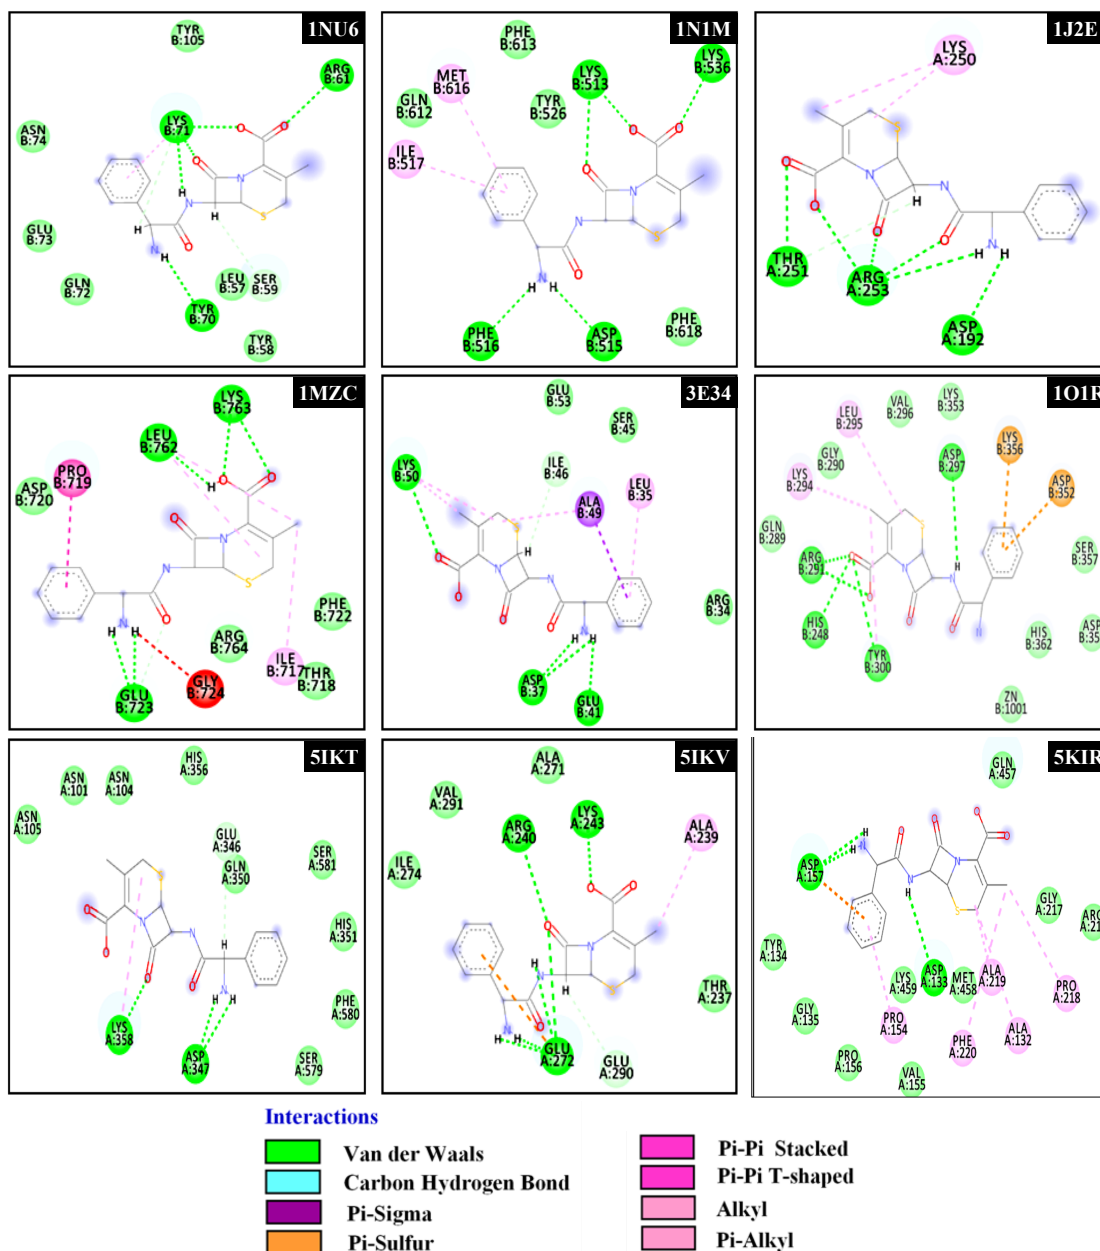 1NU6
TYR
B:105
ARG
B:61
LYS
B:71
ASN
B:74
GLU
B:73
GLN
B:72
LEU
B:57
SER
B:59
TYR
B:70
TYR
B:58
1N1M
PHE
B:613
LYS
B:536
MET
B:616
LYS
B:513
GLN
B:612
TYR
B:526
ILE
B:517
PHE
B:618
PHE
B:516
ASP
B:515
1J2E
LYS
A:250
THR
A:251
ARG
A:253
ASP
A:192
1MZC
LYS
B:763
LEU
B:762
PRO
B:719
ASP
B:720
PHE
B:722
ARG
B:764
ILE
B:717
THR
B:718
GLY
B:724
GLU
B:723
3E34
GLU
B:53
SER
B:45
LYS
B:50
ILE
B:46
LEU
B:35
ALA
B:49
ARG
B:34
ASP
B:37
GLU
B:41
1O1R
LEU
B:295
VAL
B:296
LYS
B:353
LYS
B:356
GLY
B:290
ASP
B:297
LYS
B:294
ASP
B:352
GLN
B:289
ARG
B:291
SER
B:357
HIS
B:248
TYR
B:300
HIS
B:362
ASP
B:35
ZN
B:1001
5IKT
HIS
A:356
ASN
A:101
ASN
A:104
ASN
A:105
GLU
A:346
GLN
A:350
SER
A:581
HIS
A:351
PHE
A:580
LYS
A:358
ASP
A:347
SER
A:579
5IKV
ALA
A:271
VAL
A:291
ARG
A:240
LYS
A:243
ALA
A:239
ILE
A:274
THR
A:237
GLU
A:272
GLU
A:290
5KIR
GLN
A:457
ASP
A:157
GLY
A:217
ARG
A:21
TYR
A:134
LYS
A:459
ASP
A:133
MET
A:458
ALA
A:219
PRO
A:218
GLY
A:135
PRO
A:154
PHE
A:220
ALA
A:132
PRO
A:156
VAL
A:155
Interactions
Van der Waals
Carbon Hydrogen Bond
Pi-Sigma
Pi-Sulfur
Pi-Pi Stacked
Pi-Pi T-shaped
Alkyl
Pi-Alkyl